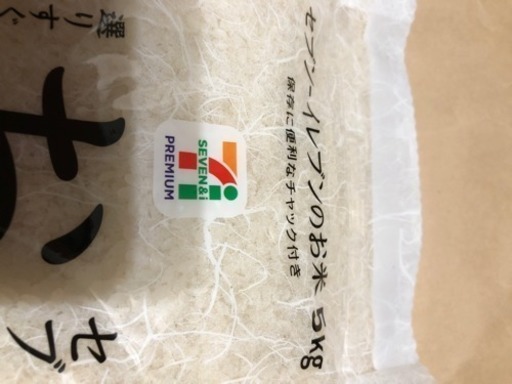 セブン-イレブンのお米 5kg
保存に便利なチャック付き
SEVEN&i
PREMIUM
選りすぐ
お
セブ